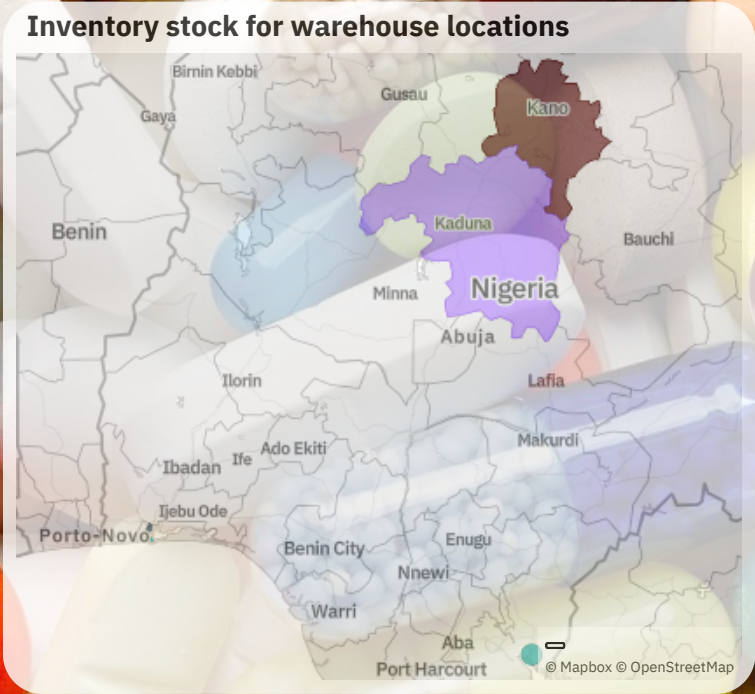 Inventory stock for warehouse locations
Birnin Kebbi
Gusau
Kano
Gaya
Kaduna
Benin
Bauchi
Nigeria
Minna
Abuja
Ilorin
Lafia
Makurdi
Ado Ekiti
Ife
Ibadan
Ijebu Ode
Porto-Novo
Enugu
Benin City
Nnewi
Warri
Aba
Port Harcourt
© Mapbox © OpenStreetMap